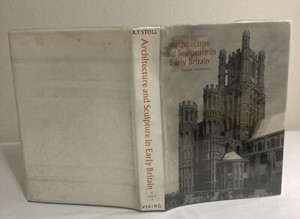 R.T. STOLL
Architecture and Sculpture in Early Britain
VIKING
Architecture
and Sculpture in
Early Britain